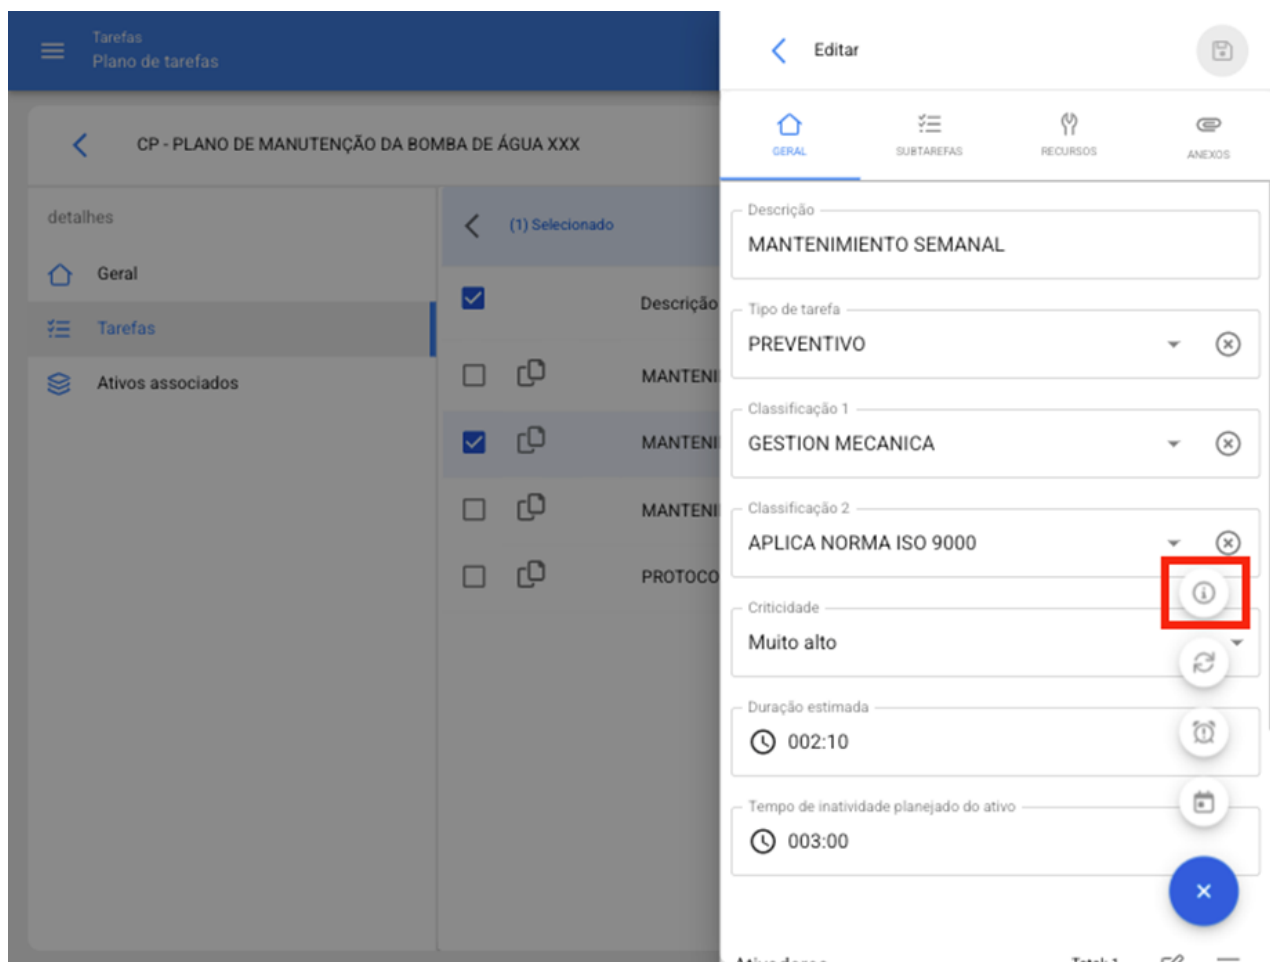 Tarefas
Plano de tarefas
CP - PLANO DE MANUTENÇÃO DA BOMBA DE ÁGUA XXX
detalhes
Geral
Tarefas
Ativos associados
(1) Selecionado
Descrição
MANTENI
MANTENI
MANTENI
PROTOCO
Editar
GERAL
SUBTAREFAS
RECURSOS
ANEXOS
Descrição
MANTENIMIENTO SEMANAL
Tipo de tarefa
PREVENTIVO
Classificação 1
GESTION MECANICA
Classificação 2
APLICA NORMA ISO 9000
Criticidade
Muito alto
Duração estimada
002:10
Tempo de inatividade planejado do ativo
003:00